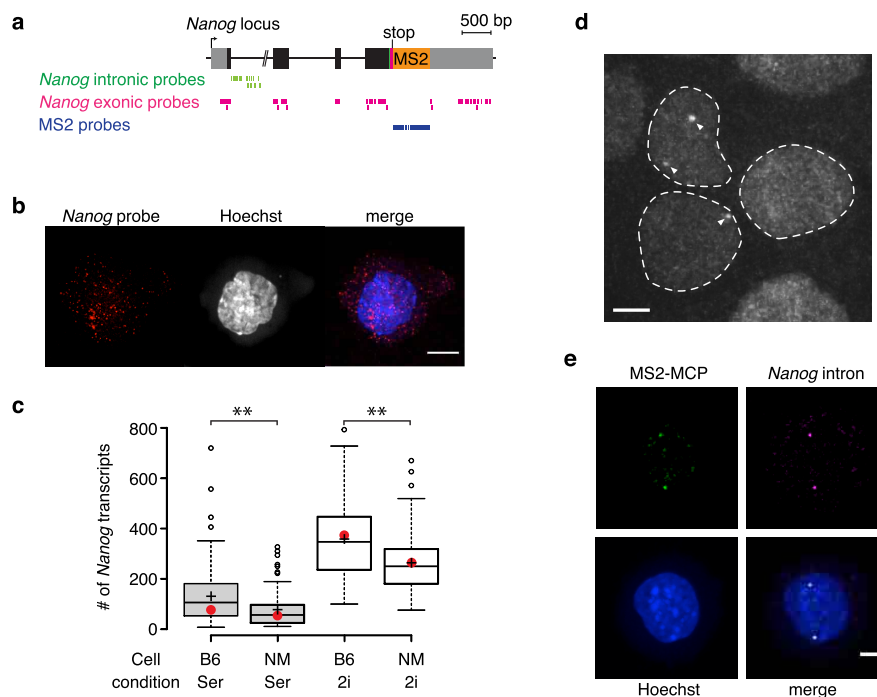 a
Nanog locus
stop
500 bp
MS2
Nanog intronic probes
Nanog exonic probes
MS2 probes
b
Nanog probe Hoechst merge
c
# of Nanog transcripts
800
600
400
200
0
** **
Cell B6 NM B6 NM
condition Ser Ser 2i 2i
d
e
MS2-MCP Nanog intron
Hoechst merge